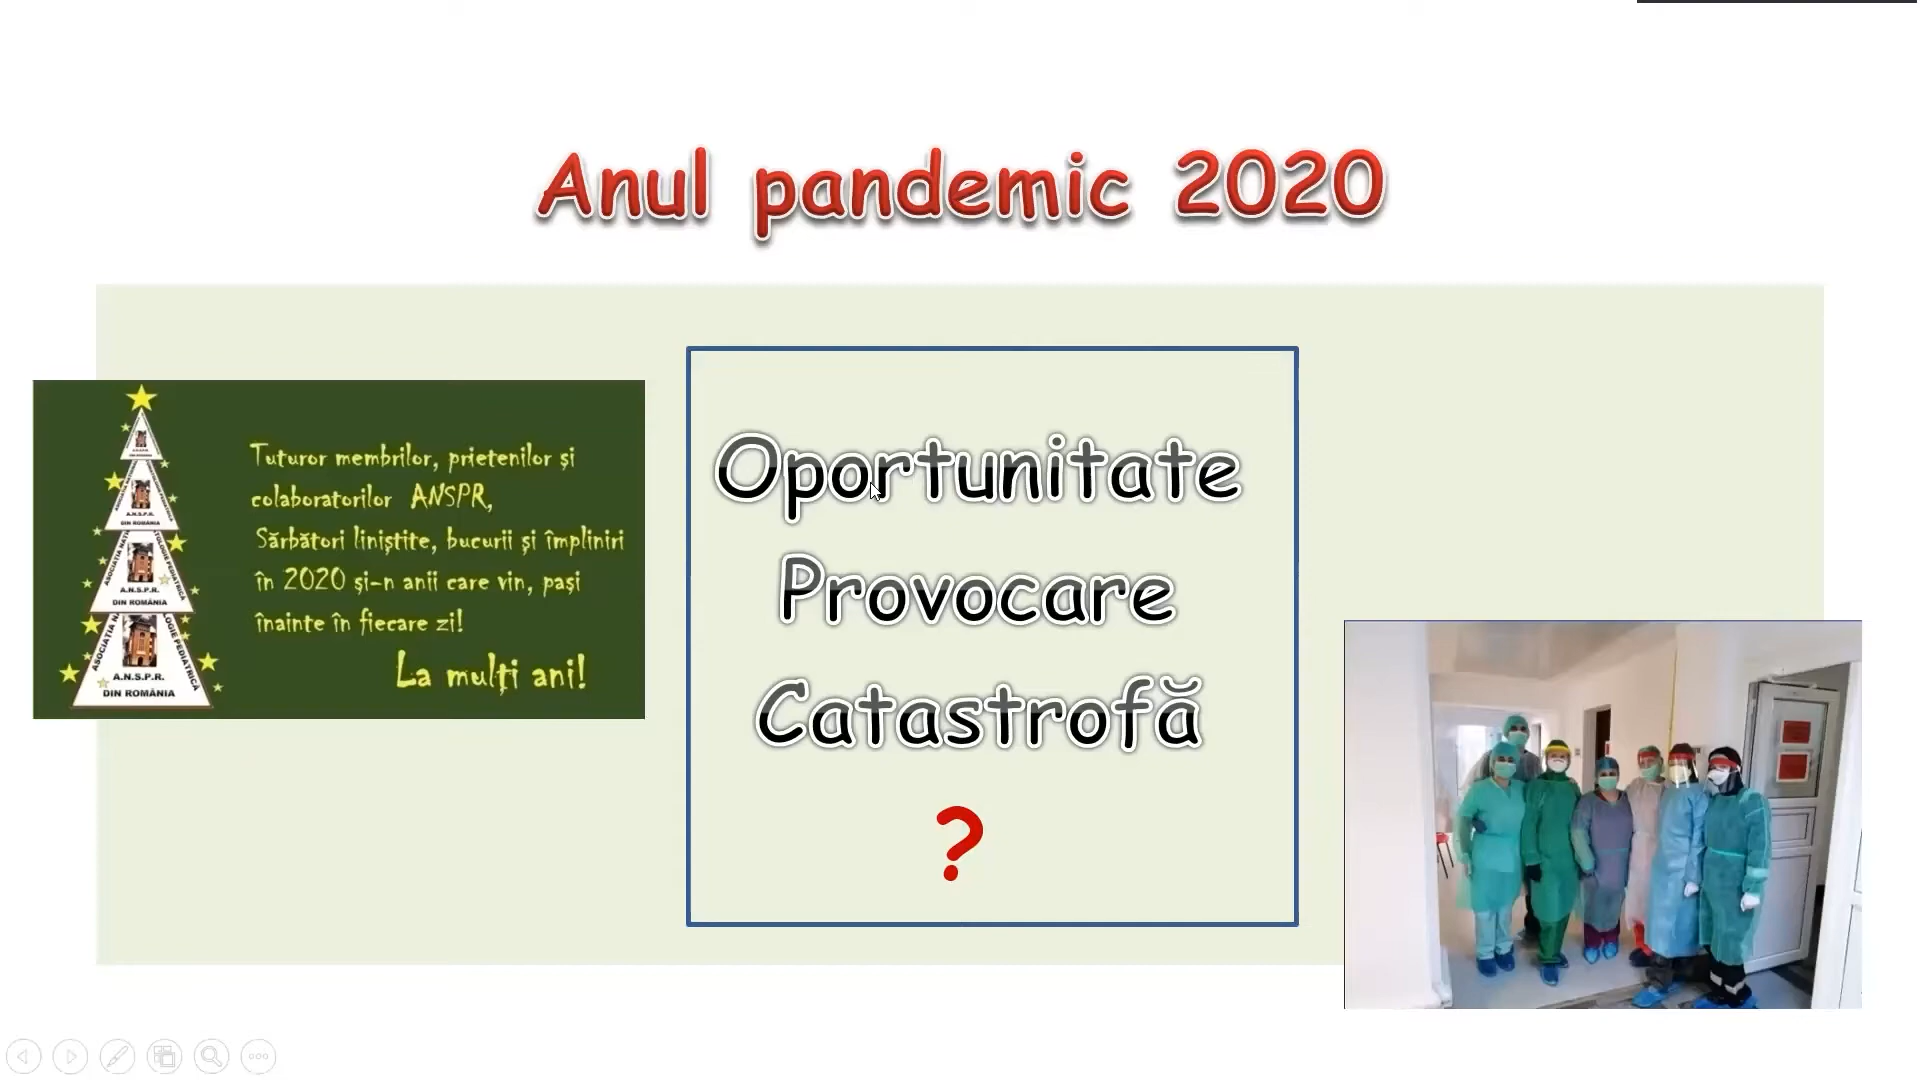 Anul pandemic 2020
Tuturor membrilor, prietenilor și
colaboratorilor ANSPR,
Sărbători liniștite, bucurii și împliniri
în 2020 și-n anii care vin, pași
înainte în fiecare zi!
La mulți ani!
A.N.S.P.R.
DIN ROMÂNIA
A.N.S.P.R.
DIN ROMÂNIA
A.N.S.P.R.
DIN ROMÂNIA
Oportunitate
Provocare
Catastrofă
?